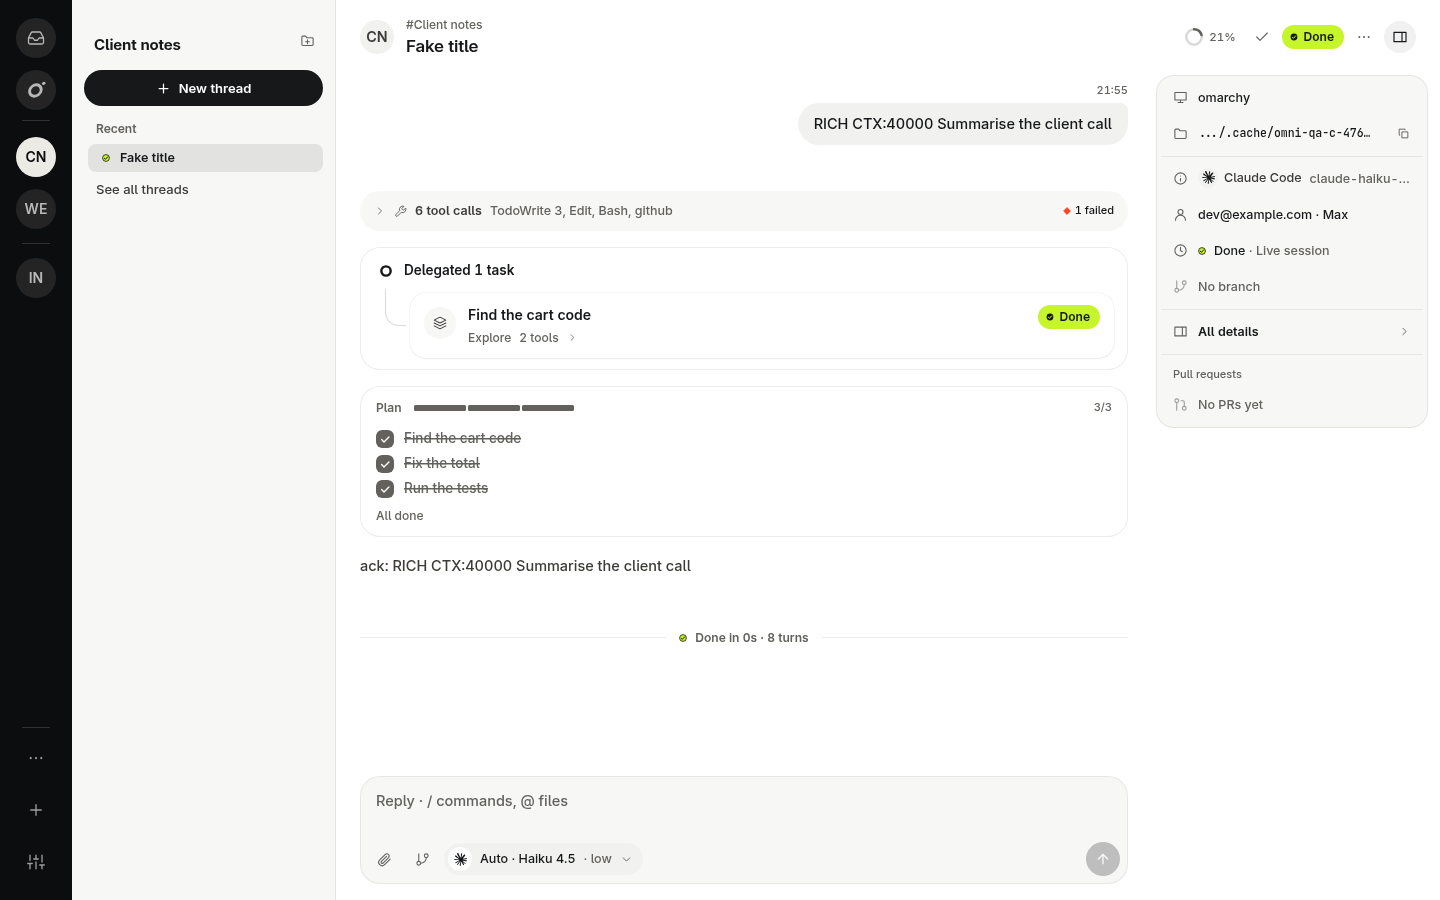 CN
WE
IN
Client notes
New thread
Recent
Fake title
See all threads
CN
#Client notes
Fake title
21%
Done
21:55
RICH CTX:40000 Summarise the client call
6 tool calls TodoWrite 3, Edit, Bash, github
1 failed
Delegated 1 task
Find the cart code
Explore 2 tools
Done
Plan
3/3
Find the cart code
Fix the total
Run the tests
All done
ack: RICH CTX:40000 Summarise the client call
Done in 0s · 8 turns
Reply · / commands, @ files
Auto · Haiku 4.5 · low
omarchy
.../.cache/omni-qa-c-476…
Claude Code claude-haiku-...
dev@example.com · Max
Done · Live session
No branch
All details
Pull requests
No PRs yet